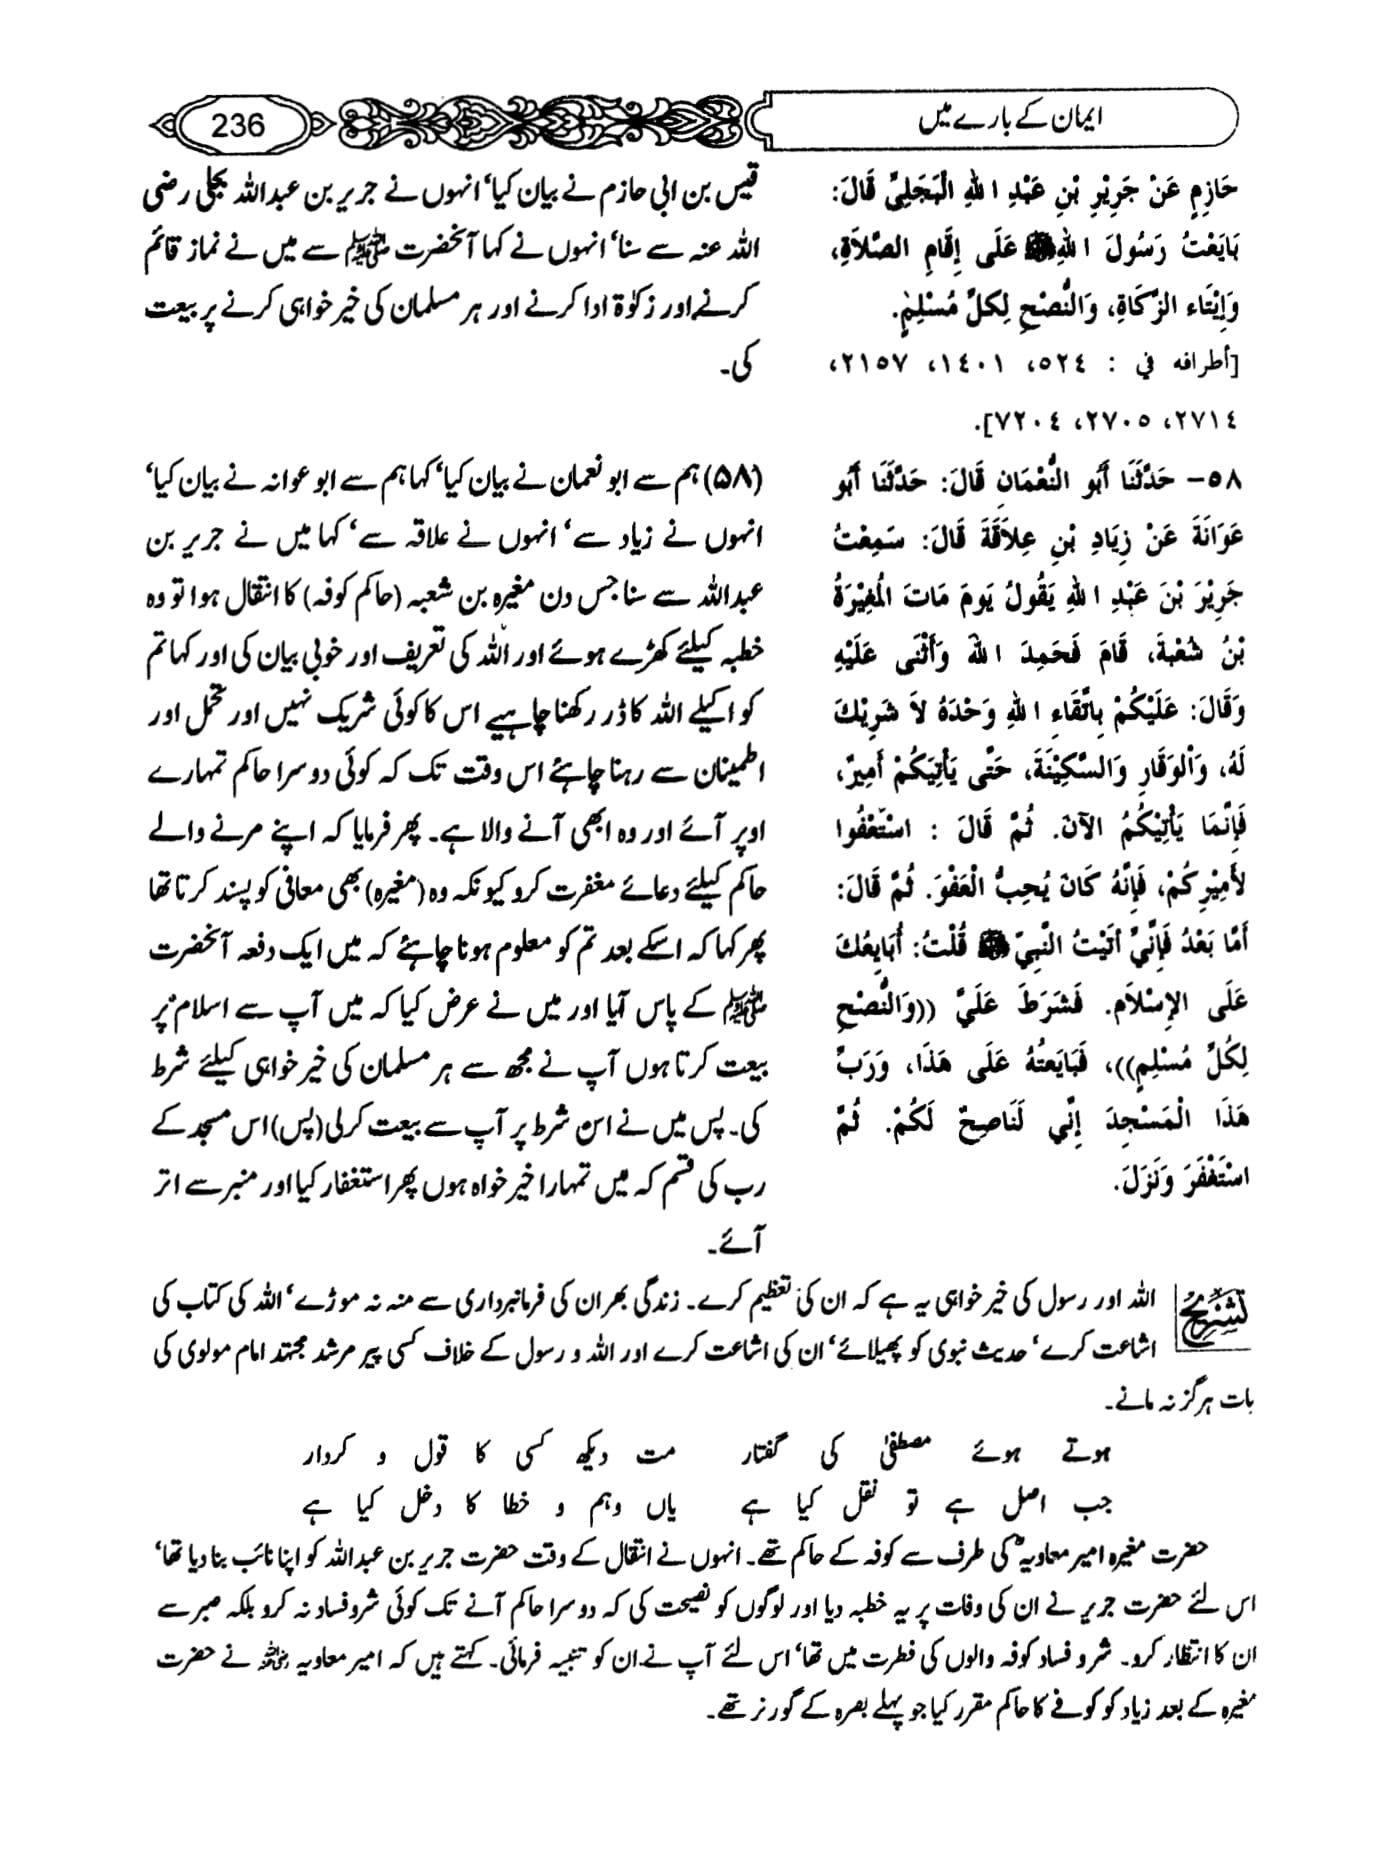 ایمان کے بارے میں
236
حَازِمٍ عَنْ جَرِيْرِ بْنِ عَبْدِ اللهِ الْبَجَلِيِّ قَالَ:
بَايَعْتُ رَسُولَ اللهِ ﷺ عَلَى إِقَامِ الصَّلاَةِ،
وَإِيْتَاءِ الزَّكَاةِ، وَالنُّصْحِ لِكلِّ مُسْلِمٍ.
[أطرافه في : ٥٢٤، ١٤٠١، ٢١٥٧،
٢٧١٤، ٢٧٠٥، ٧٢٠٤].
٥٨- حَدَّثَنَا أَبُو النُّعْمَانِ قَالَ: حَدَّثَنَا أَبُو
عَوَانَةَ عَنْ زِيَادِ بْنِ عِلاَقَةَ قَالَ: سَمِعْتُ
جَرِيْرَ بْنَ عَبْدِ اللهِ يَقُولُ يَومَ مَاتَ الْمُغِيْرَةُ
بْنُ شُعْبَةَ، قَامَ فَحَمِدَ اللهَ وَأَثْنَى عَلَيْهِ
وَقَالَ: عَلَيْكُمْ بِاتِّقَاءِ اللهِ وَحْدَهُ لاَ شَرِيْكَ
لَهُ، وَالْوَقَارِ وَالسَّكِيْنَةَ، حَتَّى يَأْتِيَكُمْ أَمِيرٌ،
فَإِنَّمَا يَأْتِيْكُمُ الآنَ. ثُمَّ قَالَ : اسْتَعْفُوا
لأَمِيْرِكُمْ، فَإِنَّهُ كَانَ يُحِبُّ الْعَفْوَ. ثُمَّ قَالَ:
أَمَّا بَعْدُ فَإِنِّي أَتَيْتُ النَّبِيَّ ﷺ قُلْتُ: أُبَايِعُكَ
عَلَى الإِسْلاَمِ. فَشَرَطَ عَلَيَّ ((وَالنُّصْحِ
لِكُلِّ مُسْلِمٍ))، فَبَايَعتُهُ عَلَى هَذَا، وَرَبِّ
هَذَا الْمَسْجِدِ إِنِّي لَنَاصِحٌ لَكُمْ. ثُمَّ
اسْتَغْفَرَ وَنَزَلَ.
قیس بن ابی حازم نے بیان کیا‘ انہوں نے جریر بن عبداللہ بجلی رضی
اللہ عنہ سے سنا‘ انہوں نے کہا آنحضرت ﷺ سے میں نے نماز قائم
کرنے اور زکوٰۃ ادا کرنے اور ہر مسلمان کی خیر خواہی کرنے پر بیعت
کی۔
(۵۸) ہم سے ابو نعمان نے بیان کیا‘ کہا ہم سے ابو عوانہ نے بیان کیا‘
انہوں نے زیاد سے‘ انہوں نے علاقہ سے‘ کہا میں نے جریر بن
عبداللہ سے سنا جس دن مغیرہ بن شعبہ (حاکم کوفہ) کا انتقال ہوا تو وہ
خطبہ کیلئے کھڑے ہوئے اور اللہ کی تعریف اور خوبی بیان کی اور کہا تم
کو اکیلے اللہ کا ڈر رکھنا چاہیے اس کا کوئی شریک نہیں اور تحمل اور
اطمینان سے رہنا چاہئے اس وقت تک کہ کوئی دوسرا حاکم تمہارے
اوپر آئے اور وہ ابھی آنے والا ہے۔ پھر فرمایا کہ اپنے مرنے والے
حاکم کیلئے دعائے مغفرت کرو کیونکہ وہ (مغیرہ) بھی معافی کو پسند کرتا تھا
پھر کہا کہ اسکے بعد تم کو معلوم ہونا چاہئے کہ میں ایک دفعہ آنحضرت
ﷺ کے پاس آیا اور میں نے عرض کیا کہ میں آپ سے اسلام پر
بیعت کرتا ہوں آپ نے مجھ سے ہر مسلمان کی خیر خواہی کیلئے شرط
کی۔ پس میں نے اس شرط پر آپ سے بیعت کرلی (پس) اس مسجد کے
رب کی قسم کہ میں تمہارا خیر خواہ ہوں پھر استغفار کیا اور منبر سے اتر
آئے۔
تشریح اللہ اور رسول کی خیر خواہی یہ ہے کہ ان کی تعظیم کرے۔ زندگی بھر ان کی فرمانبرداری سے منہ نہ موڑے‘ اللہ کی کتاب کی
اشاعت کرے‘ حدیث نبوی کو پھیلائے‘ ان کی اشاعت کرے اور اللہ و رسول کے خلاف کسی پیر مرشد مجتہد امام مولوی کی
بات ہرگز نہ مانے۔
ہوتے ہوئے مصطفیٰ کی گفتار مت دیکھ کسی کا قول و کردار
جب اصل ہے تو نقل کیا ہے یاں وہم و خطا کا دخل کیا ہے
حضرت مغیرہ امیر معاویہؓ کی طرف سے کوفہ کے حاکم تھے۔ انہوں نے انتقال کے وقت حضرت جریر بن عبداللہ کو اپنا نائب بنا دیا تھا‘
اس لئے حضرت جریر نے ان کی وفات پر یہ خطبہ دیا اور لوگوں کو نصیحت کی کہ دوسرا حاکم آنے تک کوئی شر و فساد نہ کرو بلکہ صبر سے
ان کا انتظار کرو۔ شر و فساد کوفہ والوں کی فطرت میں تھا‘ اس لئے آپ نے ان کو تنبیہ فرمائی۔ کہتے ہیں کہ امیر معاویہ رضی اللہ عنہ نے حضرت
مغیرہ کے بعد زیاد کو کوفے کا حاکم مقرر کیا جو پہلے بصرہ کے گورنر تھے۔